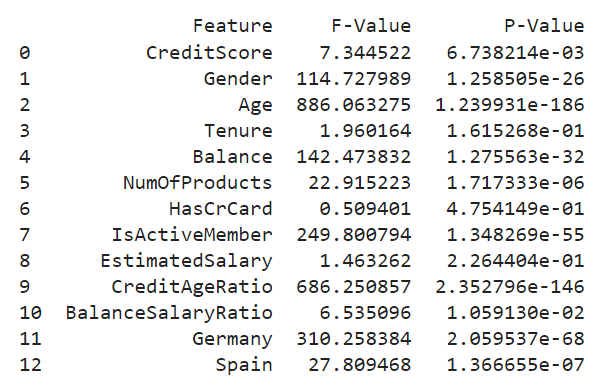 Feature F-Value P-Value
0 CreditScore 7.344522 6.738214e-03
1 Gender 114.727989 1.258505e-26
2 Age 886.063275 1.239931e-186
3 Tenure 1.960164 1.615268e-01
4 Balance 142.473832 1.275563e-32
5 NumOfProducts 22.915223 1.717333e-06
6 HasCrCard 0.509401 4.754149e-01
7 IsActiveMember 249.800794 1.348269e-55
8 EstimatedSalary 1.463262 2.264404e-01
9 CreditAgeRatio 686.250857 2.352796e-146
10 BalanceSalaryRatio 6.535096 1.059130e-02
11 Germany 310.258384 2.059537e-68
12 Spain 27.809468 1.366655e-07